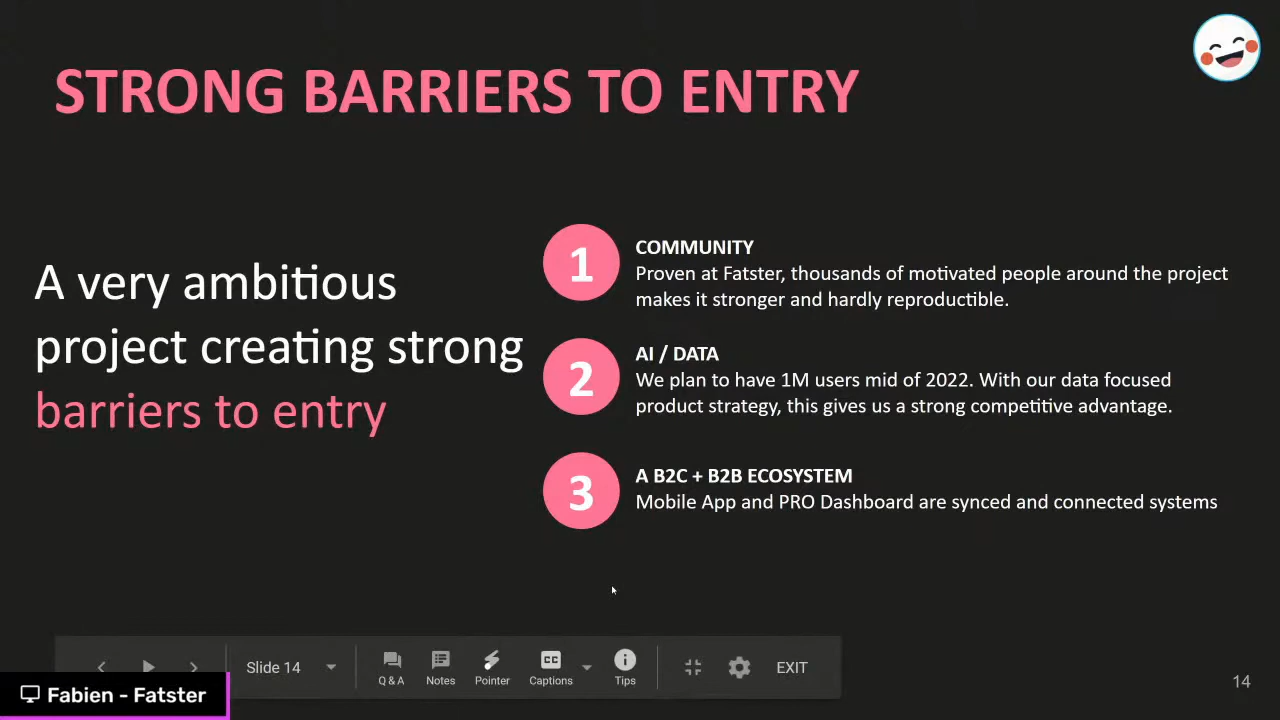 STRONG BARRIERS TO ENTRY
A very ambitious
project creating strong
barriers to entry
1
COMMUNITY
Proven at Fatster, thousands of motivated people around the project
makes it stronger and hardly reproductible.
2
AI / DATA
We plan to have 1M users mid of 2022. With our data focused
product strategy, this gives us a strong competitive advantage.
3
A B2C + B2B ECOSYSTEM
Mobile App and PRO Dashboard are synced and connected systems
Slide 14
Q & A
Notes
Pointer
CC
Captions
Tips
EXIT
Fabien - Fatster
14